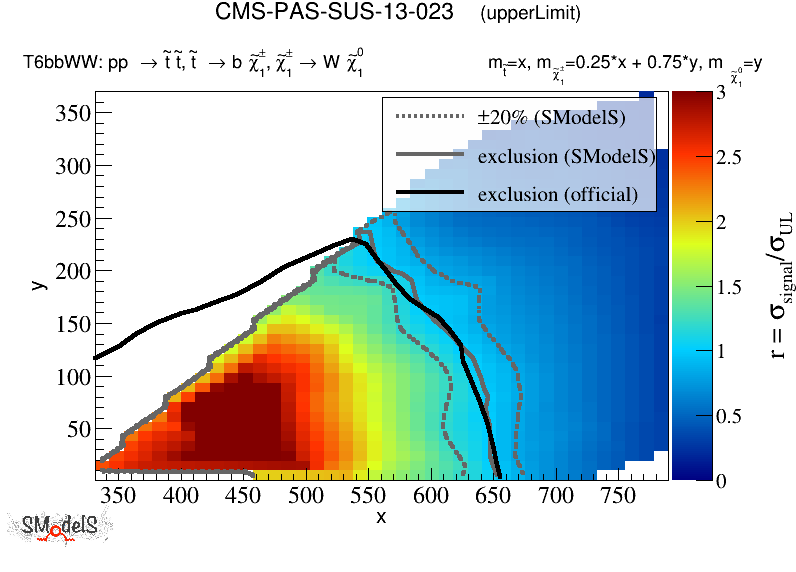 CMS-PAS-SUS-13-023 (upperLimit)
T6bbWW: pp → t̃ t̃, t̃ → b χ̃₁±, χ̃₁± → W χ̃₁⁰ m_t̃=x, m_χ̃₁±=0.25*x + 0.75*y, m_χ̃₁⁰=y
±20% (SModelS)
exclusion (SModelS)
exclusion (official)
350
300
250
200
150
100
50
y
350 400 450 500 550 600 650 700 750
x
3
2.5
2
1.5
1
0.5
0
r = σ_signal/σ_UL
SModelS